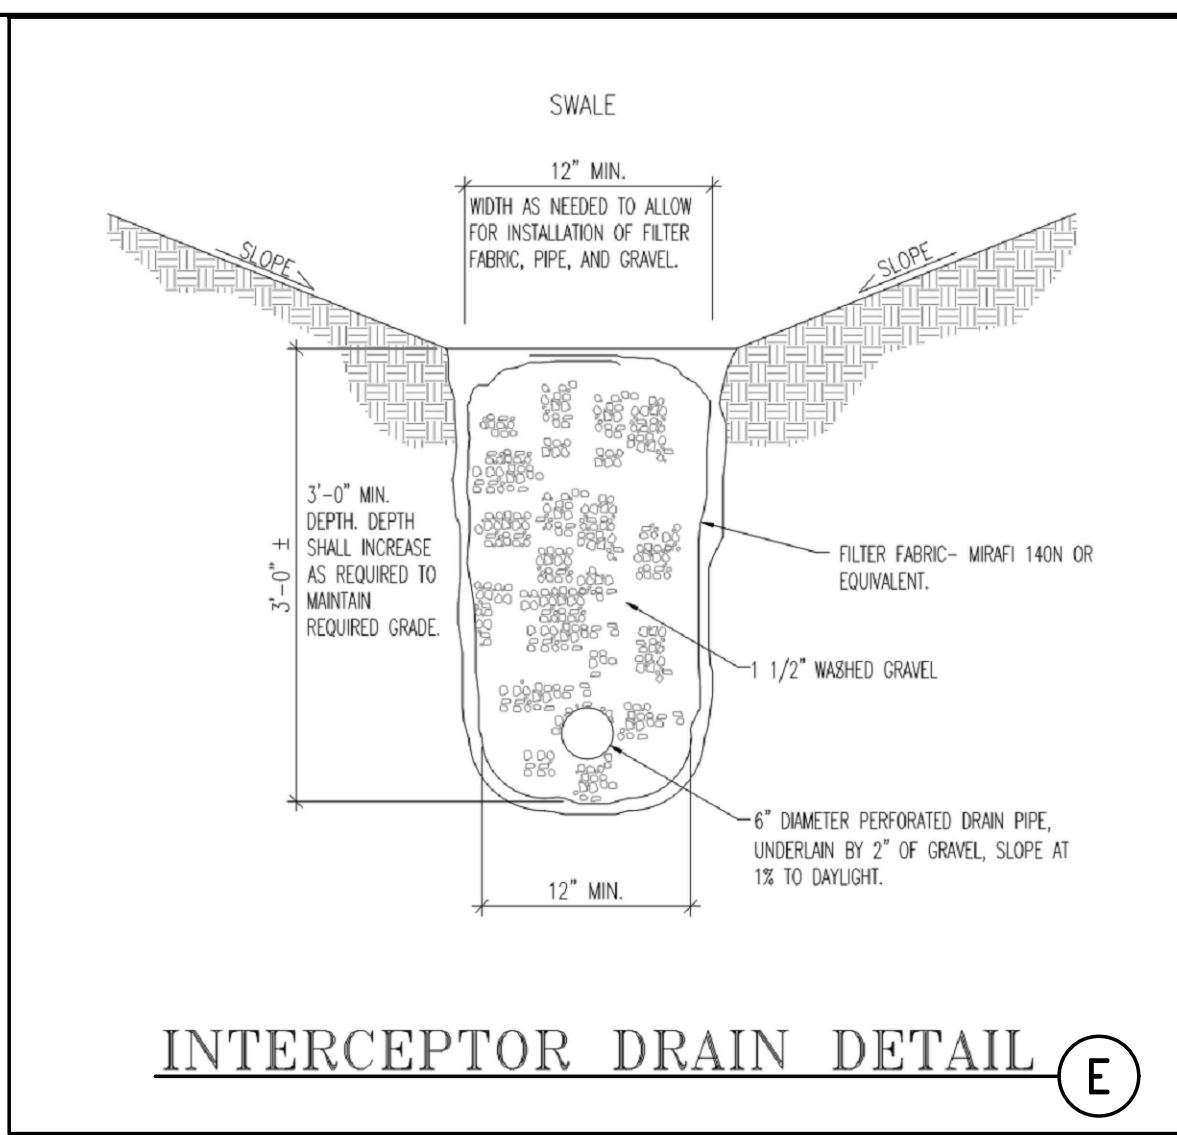 SWALE
12" MIN.
WIDTH AS NEEDED TO ALLOW
FOR INSTALLATION OF FILTER
FABRIC, PIPE, AND GRAVEL.
SLOPE
SLOPE
3'-0" ±
3'-0" MIN.
DEPTH. DEPTH
SHALL INCREASE
AS REQUIRED TO
MAINTAIN
REQUIRED GRADE.
FILTER FABRIC- MIRAFI 140N OR
EQUIVALENT.
1 1/2" WASHED GRAVEL
6" DIAMETER PERFORATED DRAIN PIPE,
UNDERLAIN BY 2" OF GRAVEL, SLOPE AT
1% TO DAYLIGHT.
12" MIN.
INTERCEPTOR DRAIN DETAIL
E